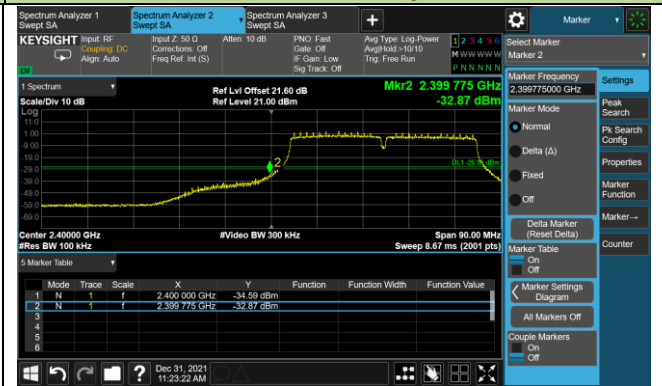 Spectrum Analyzer 1
Swept SA
Spectrum Analyzer 2
Swept SA
Spectrum Analyzer 3
Swept SA
+
Marker
KEYSIGHT
Input: RF
Coupling: DC
Align: Auto
Input Z: 50 Ω
Corrections: Off
Freq Ref: Int (S)
Atten: 10 dB
PNO: Fast
Gate: Off
IF Gain: Low
Sig Track: Off
Avg Type: Log-Power
Avg|Hold:>10/10
Trig: Free Run
1 2 3 4 5 6
M W W W W W
P N N N N N
Select Marker
Marker 2
1 Spectrum
Scale/Div 10 dB
Ref Lvl Offset 21.60 dB
Ref Level 21.00 dBm
Mkr2 2.399 775 GHz
-32.87 dBm
Log
11.0
1.00
-9.00
-19.0
-29.0
-39.0
-49.0
-59.0
-69.0
2
Center 2.40000 GHz
#Res BW 100 kHz
#Video BW 300 kHz
Span 90.00 MHz
Sweep 8.67 ms (2001 pts)
5 Marker Table
Mode Trace Scale X Y Function Function Width Function Value
1 N 1 f 2.400 000 GHz -34.59 dBm
2 N 1 f 2.399 775 GHz -32.87 dBm
3
4
5
6
Marker Frequency
2.399775000 GHz
Marker Mode
Normal
Delta (Δ)
Fixed
Off
Delta Marker
(Reset Delta)
Marker Table
On
Off
Marker Settings
Diagram
All Markers Off
Couple Markers
On
Off
Settings
Peak
Search
Pk Search
Config
Properties
Marker
Function
Marker→
Counter
?
Dec 31, 2021
11:23:22 AM